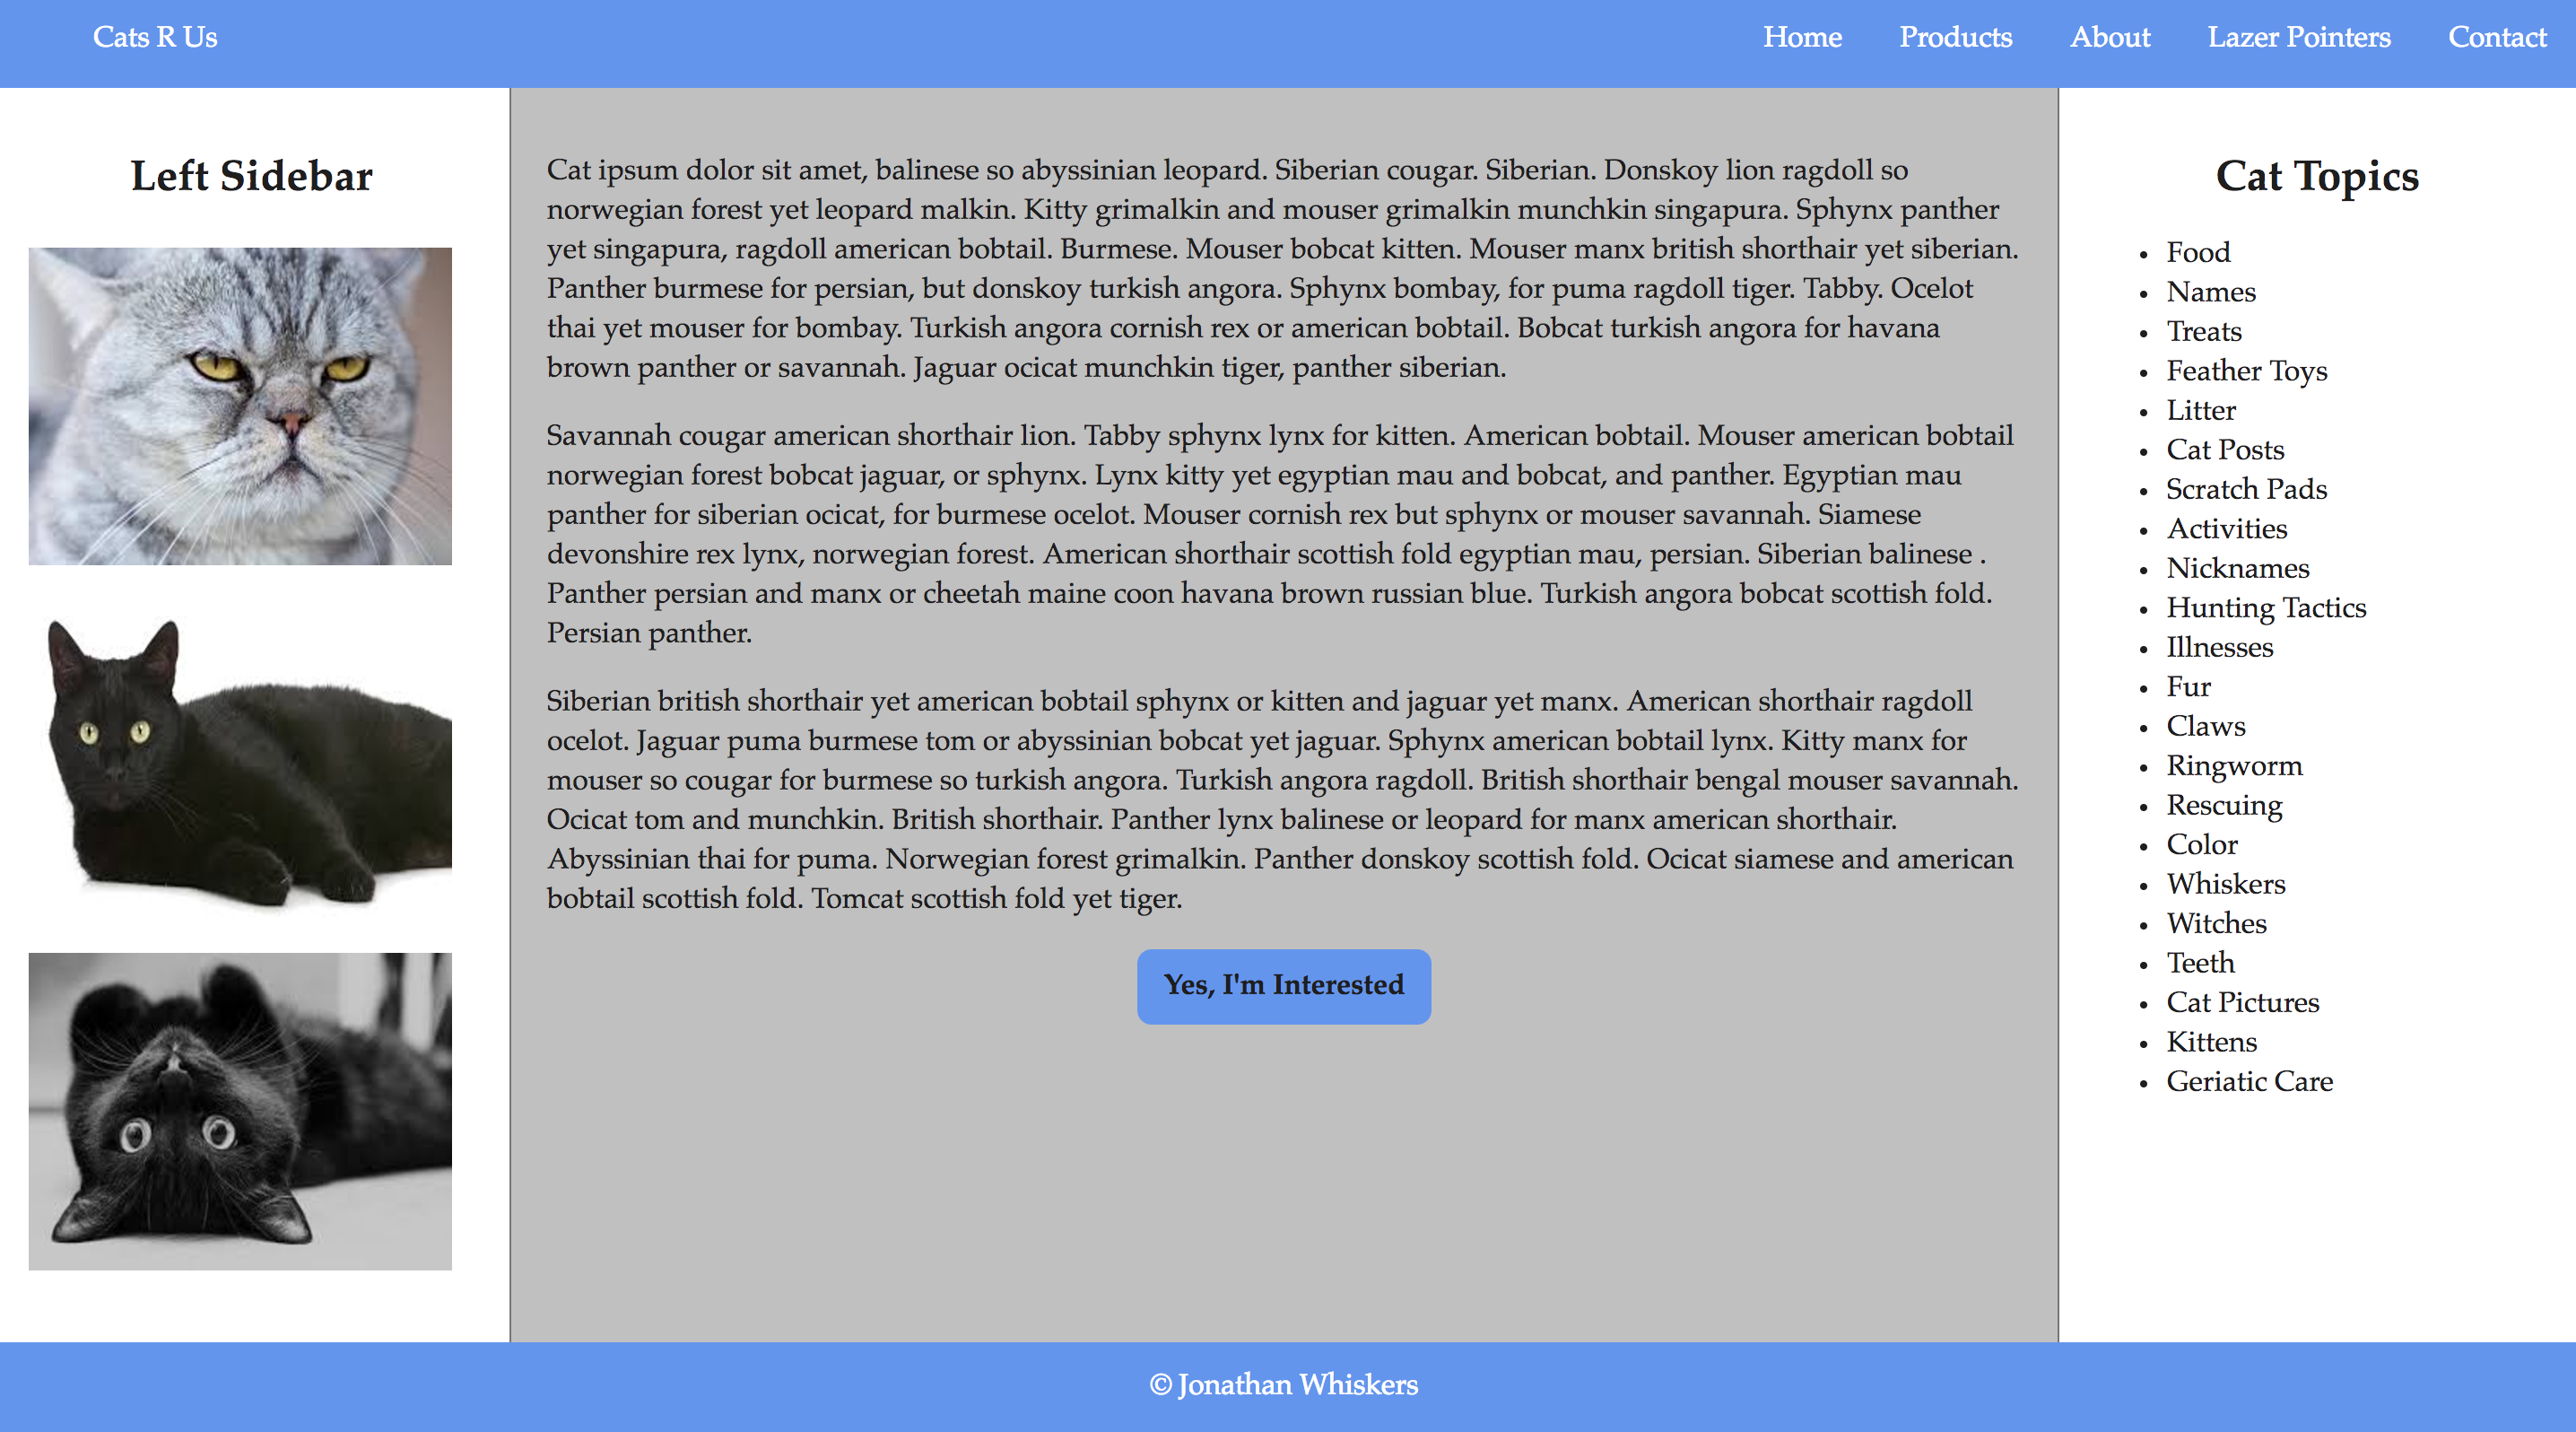 Cats R Us
Home Products About Lazer Pointers Contact
Left Sidebar
Cat ipsum dolor sit amet, balinese so abyssinian leopard. Siberian cougar. Siberian. Donskoy lion ragdoll so
norwegian forest yet leopard malkin. Kitty grimalkin and mouser grimalkin munchkin singapura. Sphynx panther
yet singapura, ragdoll american bobtail. Burmese. Mouser bobcat kitten. Mouser manx british shorthair yet siberian.
Panther burmese for persian, but donskoy turkish angora. Sphynx bombay, for puma ragdoll tiger. Tabby. Ocelot
thai yet mouser for bombay. Turkish angora cornish rex or american bobtail. Bobcat turkish angora for havana
brown panther or savannah. Jaguar ocicat munchkin tiger, panther siberian.
Savannah cougar american shorthair lion. Tabby sphynx lynx for kitten. American bobtail. Mouser american bobtail
norwegian forest bobcat jaguar, or sphynx. Lynx kitty yet egyptian mau and bobcat, and panther. Egyptian mau
panther for siberian ocicat, for burmese ocelot. Mouser cornish rex but sphynx or mouser savannah. Siamese
devonshire rex lynx, norwegian forest. American shorthair scottish fold egyptian mau, persian. Siberian balinese .
Panther persian and manx or cheetah maine coon havana brown russian blue. Turkish angora bobcat scottish fold.
Persian panther.
Siberian british shorthair yet american bobtail sphynx or kitten and jaguar yet manx. American shorthair ragdoll
ocelot. Jaguar puma burmese tom or abyssinian bobcat yet jaguar. Sphynx american bobtail lynx. Kitty manx for
mouser so cougar for burmese so turkish angora. Turkish angora ragdoll. British shorthair bengal mouser savannah.
Ocicat tom and munchkin. British shorthair. Panther lynx balinese or leopard for manx american shorthair.
Abyssinian thai for puma. Norwegian forest grimalkin. Panther donskoy scottish fold. Ocicat siamese and american
bobtail scottish fold. Tomcat scottish fold yet tiger.
Yes, I'm Interested
Cat Topics
• Food
• Names
• Treats
• Feather Toys
• Litter
• Cat Posts
• Scratch Pads
• Activities
• Nicknames
• Hunting Tactics
• Illnesses
• Fur
• Claws
• Ringworm
• Rescuing
• Color
• Whiskers
• Witches
• Teeth
• Cat Pictures
• Kittens
• Geriatic Care
© Jonathan Whiskers